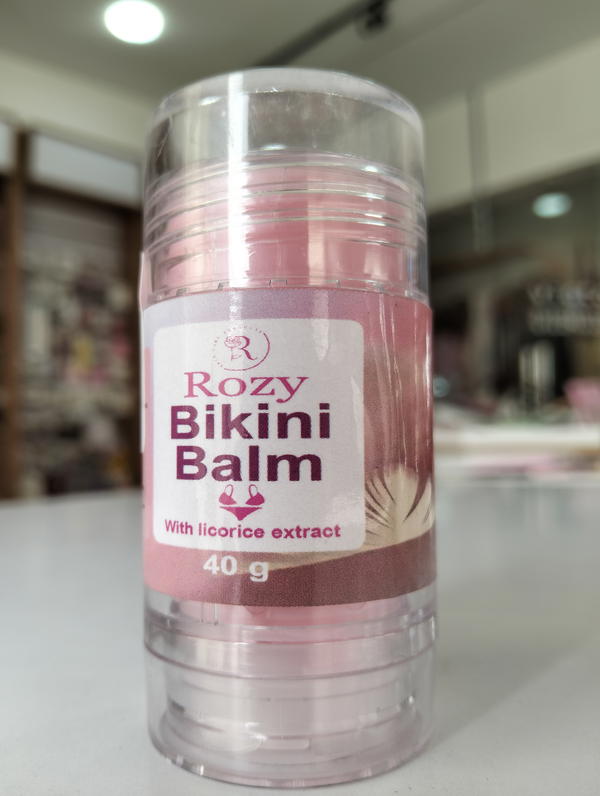 R
Rozy
Bikini
Balm
With licorice extract
40 g